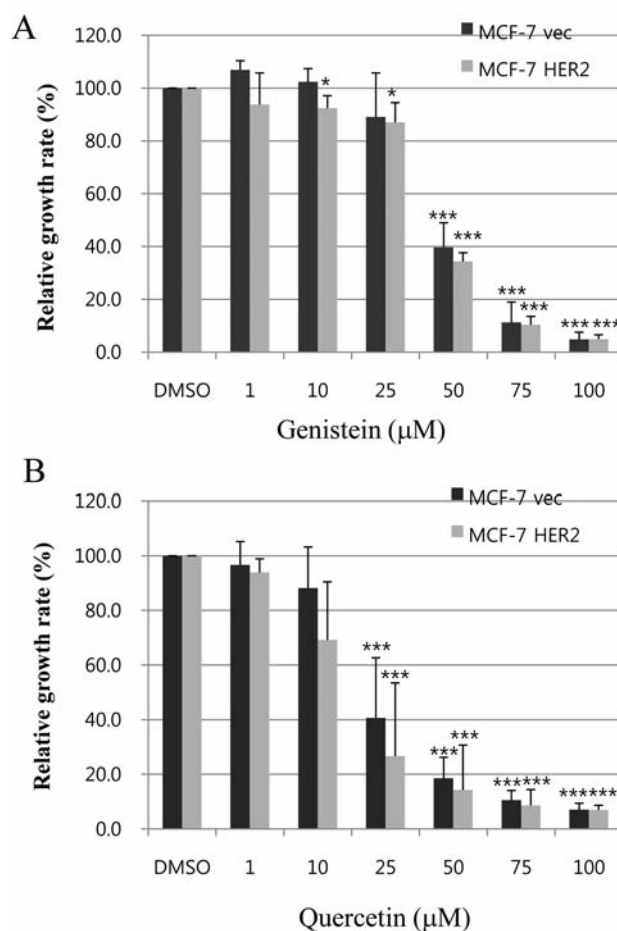 A
120.0
100.0
80.0
60.0
40.0
20.0
0.0
Relative growth rate (%)
MCF-7 vec
MCF-7 HER2
*
*
***
***
***
***
*** ***
DMSO 1 10 25 50 75 100
Genistein (μM)
B
120.0
100.0
80.0
60.0
40.0
20.0
0.0
Relative growth rate (%)
MCF-7 vec
MCF-7 HER2
***
***
***
***
*** ***
*** ***
DMSO 1 10 25 50 75 100
Quercetin (μM)